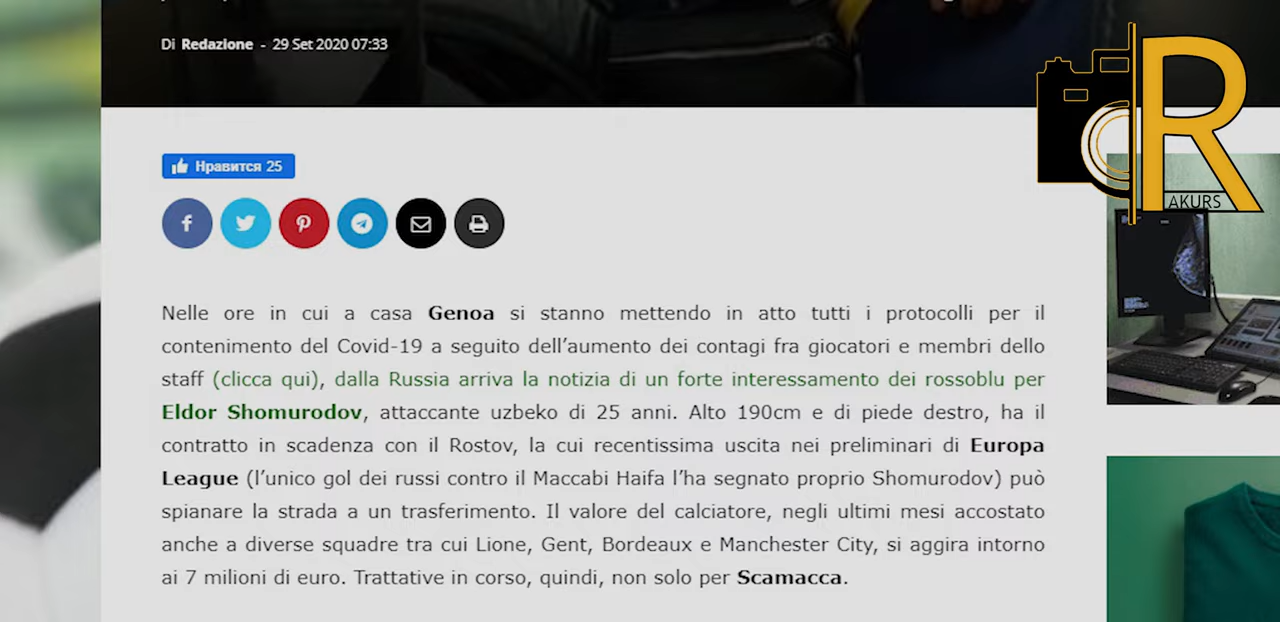 Di Redazione - 29 Set 2020 07:33
Нравится 25
R
AKURS
Nelle ore in cui a casa Genoa si stanno mettendo in atto tutti i protocolli per il
contenimento del Covid-19 a seguito dell’aumento dei contagi fra giocatori e membri dello
staff (clicca qui), dalla Russia arriva la notizia di un forte interessamento dei rossoblu per
Eldor Shomurodov, attaccante uzbeko di 25 anni. Alto 190cm e di piede destro, ha il
contratto in scadenza con il Rostov, la cui recentissima uscita nei preliminari di Europa
League (l’unico gol dei russi contro il Maccabi Haifa l’ha segnato proprio Shomurodov) può
spianare la strada a un trasferimento. Il valore del calciatore, negli ultimi mesi accostato
anche a diverse squadre tra cui Lione, Gent, Bordeaux e Manchester City, si aggira intorno
ai 7 milioni di euro. Trattative in corso, quindi, non solo per Scamacca.